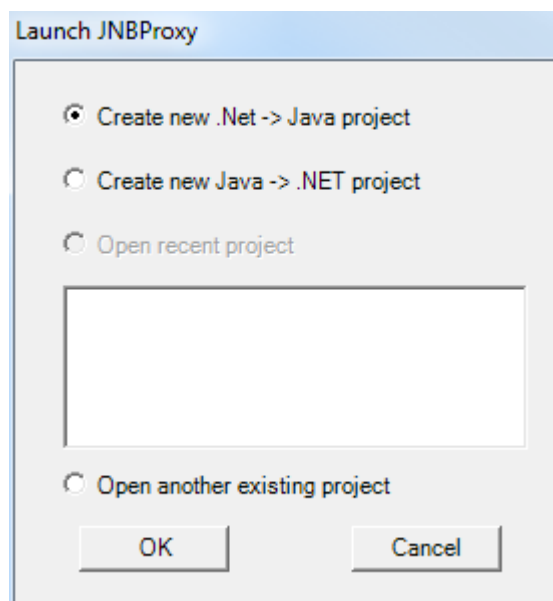 Launch JNBProxy
Create new .Net -> Java project
Create new Java -> .NET project
Open recent project
Open another existing project
OK
Cancel